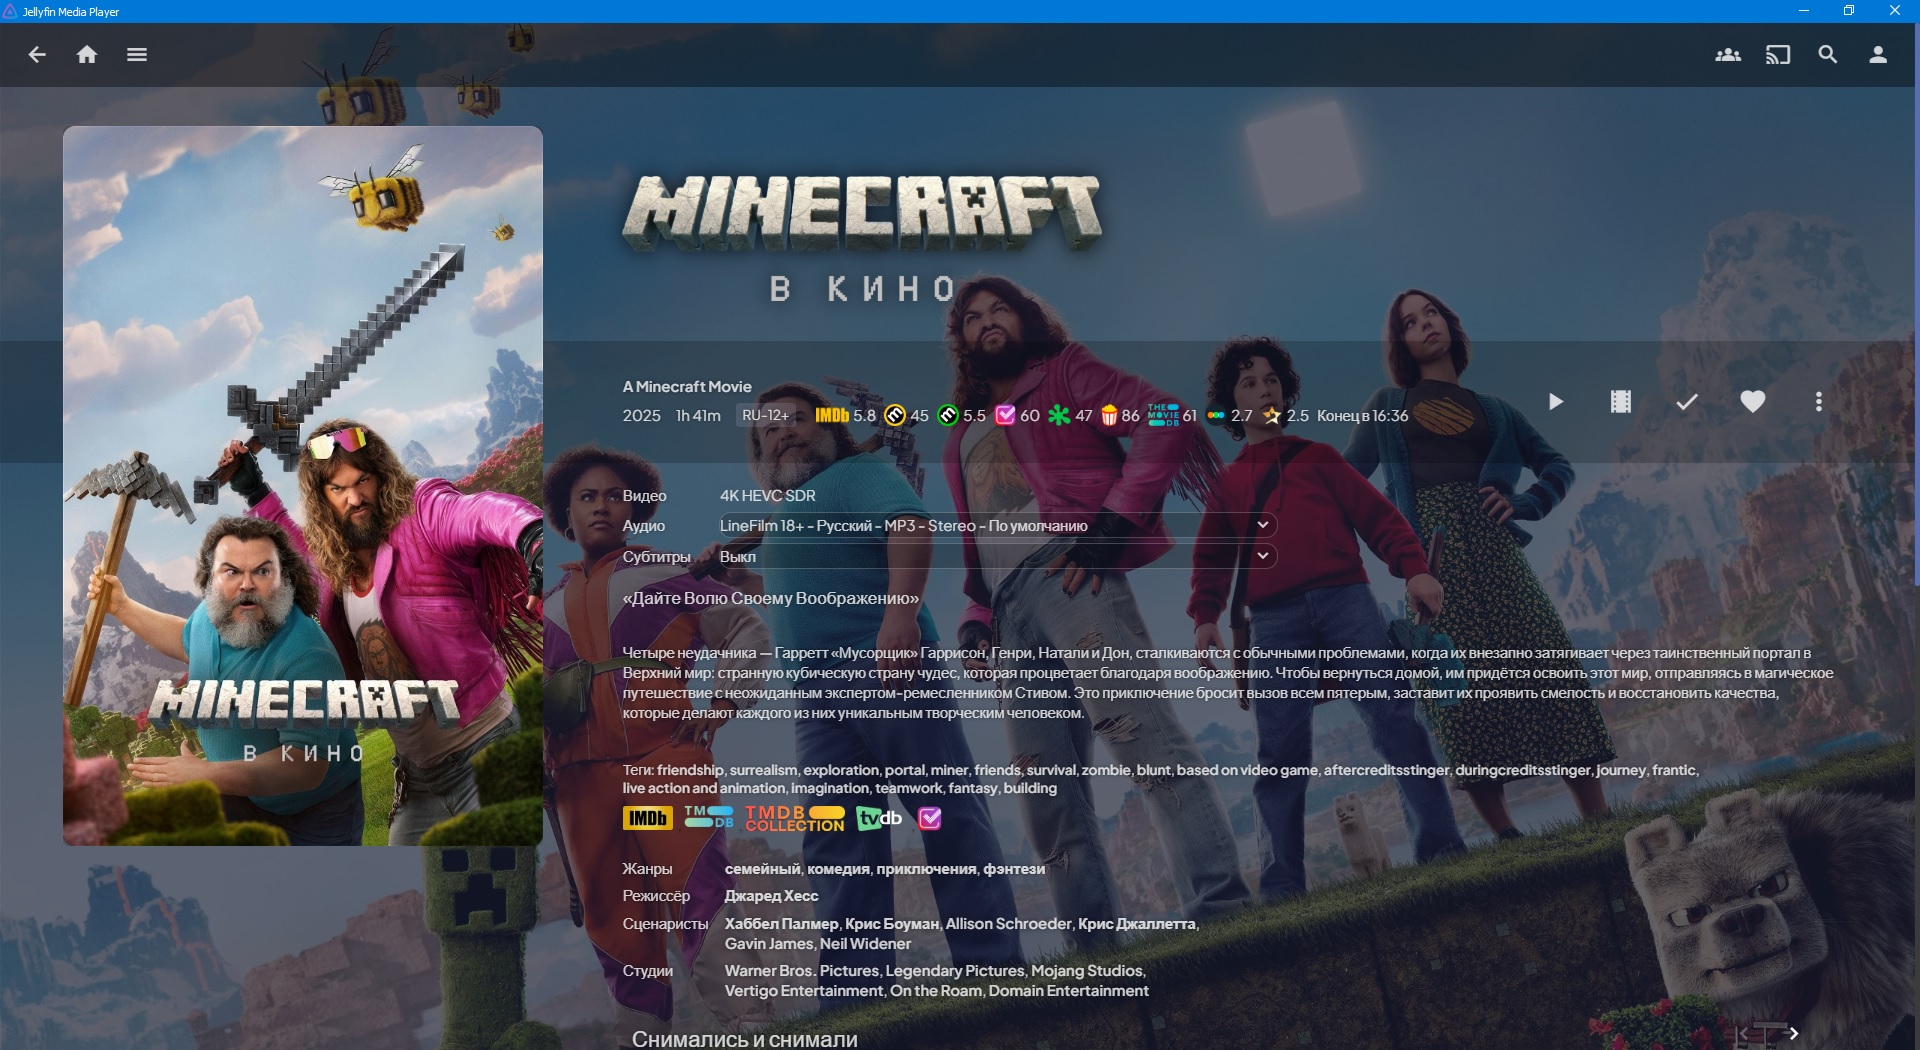 Jellyfin Media Player
MINECRAFT
В КИНО
A Minecraft Movie
2025 1h 41m RU-12+ IMDb 5.8 45 5.5 60 47 86 THE MOVIE DB 61 2.7 2.5 Конец в 16:36
Видео 4K HEVC SDR
Аудио LineFilm 18+ - Русский - MP3 - Stereo - По умолчанию
Субтитры Выкл
«Дайте Волю Своему Воображению»
Четыре неудачника — Гарретт «Мусорщик» Гаррисон, Генри, Натали и Дон, сталкиваются с обычными проблемами, когда их внезапно затягивает через таинственный портал в
Верхний мир: странную кубическую страну чудес, которая процветает благодаря воображению. Чтобы вернуться домой, им придётся освоить этот мир, отправляясь в магическое
путешествие с неожиданным экспертом-ремесленником Стивом. Это приключение бросит вызов всем пятерым, заставит их проявить смелость и восстановить качества,
которые делают каждого из них уникальным творческим человеком.
MINECRAFT
В КИНО
Теги: friendship, surrealism, exploration, portal, miner, friends, survival, zombie, blunt, based on video game, aftercreditsstinger, duringcreditsstinger, journey, frantic,
live action and animation, imagination, teamwork, fantasy, building
IMDb TMDB TMDB COLLECTION tvdb
Жанры семейный, комедия, приключения, фэнтези
Режиссёр Джаред Хесс
Сценаристы Хаббел Палмер, Крис Боуман, Allison Schroeder, Крис Джаллетта,
Gavin James, Neil Widener
Студии Warner Bros. Pictures, Legendary Pictures, Mojang Studios,
Vertigo Entertainment, On the Roam, Domain Entertainment
Снимались и снимали